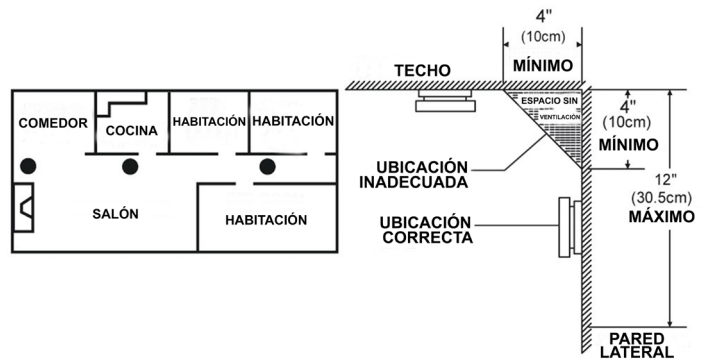 COMEDOR
COCINA
HABITACIÓN
HABITACIÓN
SALÓN
HABITACIÓN
4"
(10cm)
MÍNIMO
TECHO
ESPACIO SIN
VENTILACIÓN
4"
(10cm)
MÍNIMO
UBICACIÓN
INADECUADA
12"
(30.5cm)
MÁXIMO
UBICACIÓN
CORRECTA
PARED
LATERAL